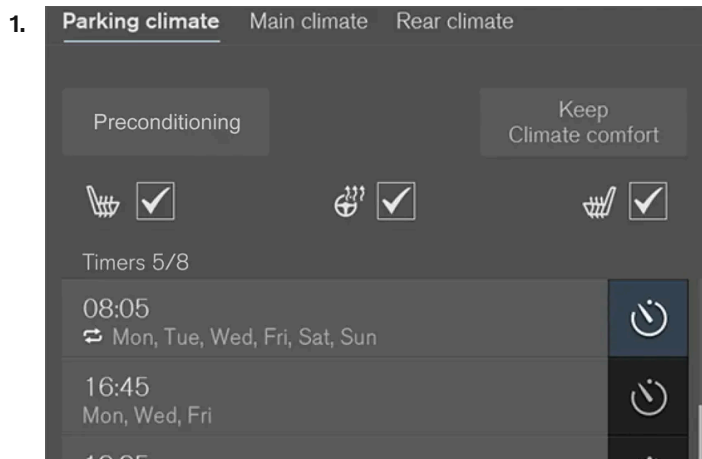 1.
Parking climate Main climate Rear climate
Preconditioning
Keep
Climate comfort
Timers 5/8
08:05
Mon, Tue, Wed, Fri, Sat, Sun
16:45
Mon, Wed, Fri